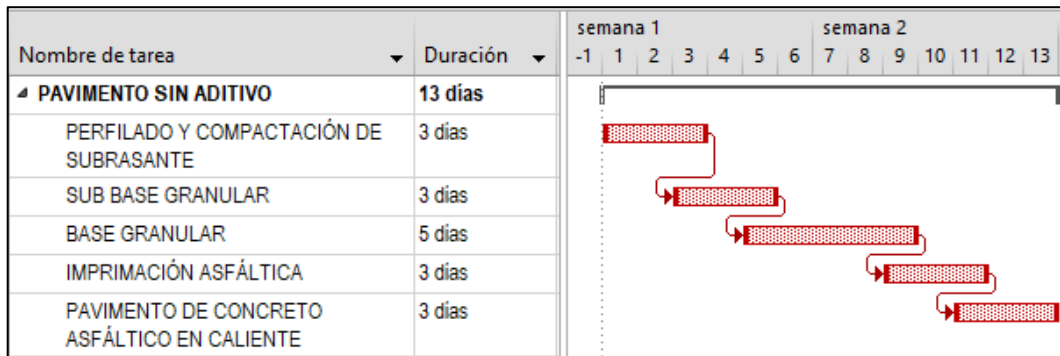 semana 1 semana 2
Nombre de tarea Duración -1 1 2 3 4 5 6 7 8 9 10 11 12 13
PAVIMENTO SIN ADITIVO 13 días
PERFILADO Y COMPACTACIÓN DE 3 días
SUBRASANTE
SUB BASE GRANULAR 3 días
BASE GRANULAR 5 días
IMPRIMACIÓN ASFÁLTICA 3 días
PAVIMENTO DE CONCRETO 3 días
ASFÁLTICO EN CALIENTE